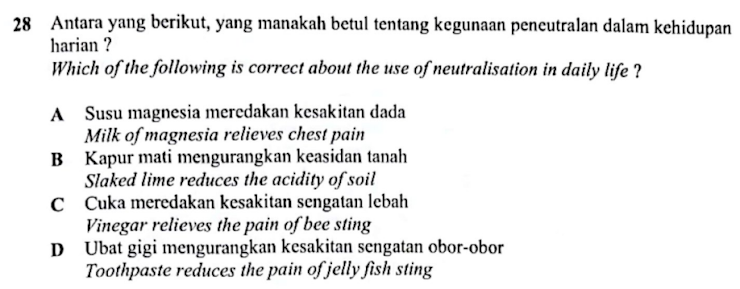 28 Antara yang berikut, yang manakah betul tentang kegunaan peneutralan dalam kehidupan
harian ?
Which of the following is correct about the use of neutralisation in daily life ?
A Susu magnesia meredakan kesakitan dada
Milk of magnesia relieves chest pain
B Kapur mati mengurangkan keasidan tanah
Slaked lime reduces the acidity of soil
C Cuka meredakan kesakitan sengatan lebah
Vinegar relieves the pain of bee sting
D Ubat gigi mengurangkan kesakitan sengatan obor-obor
Toothpaste reduces the pain of jelly fish sting